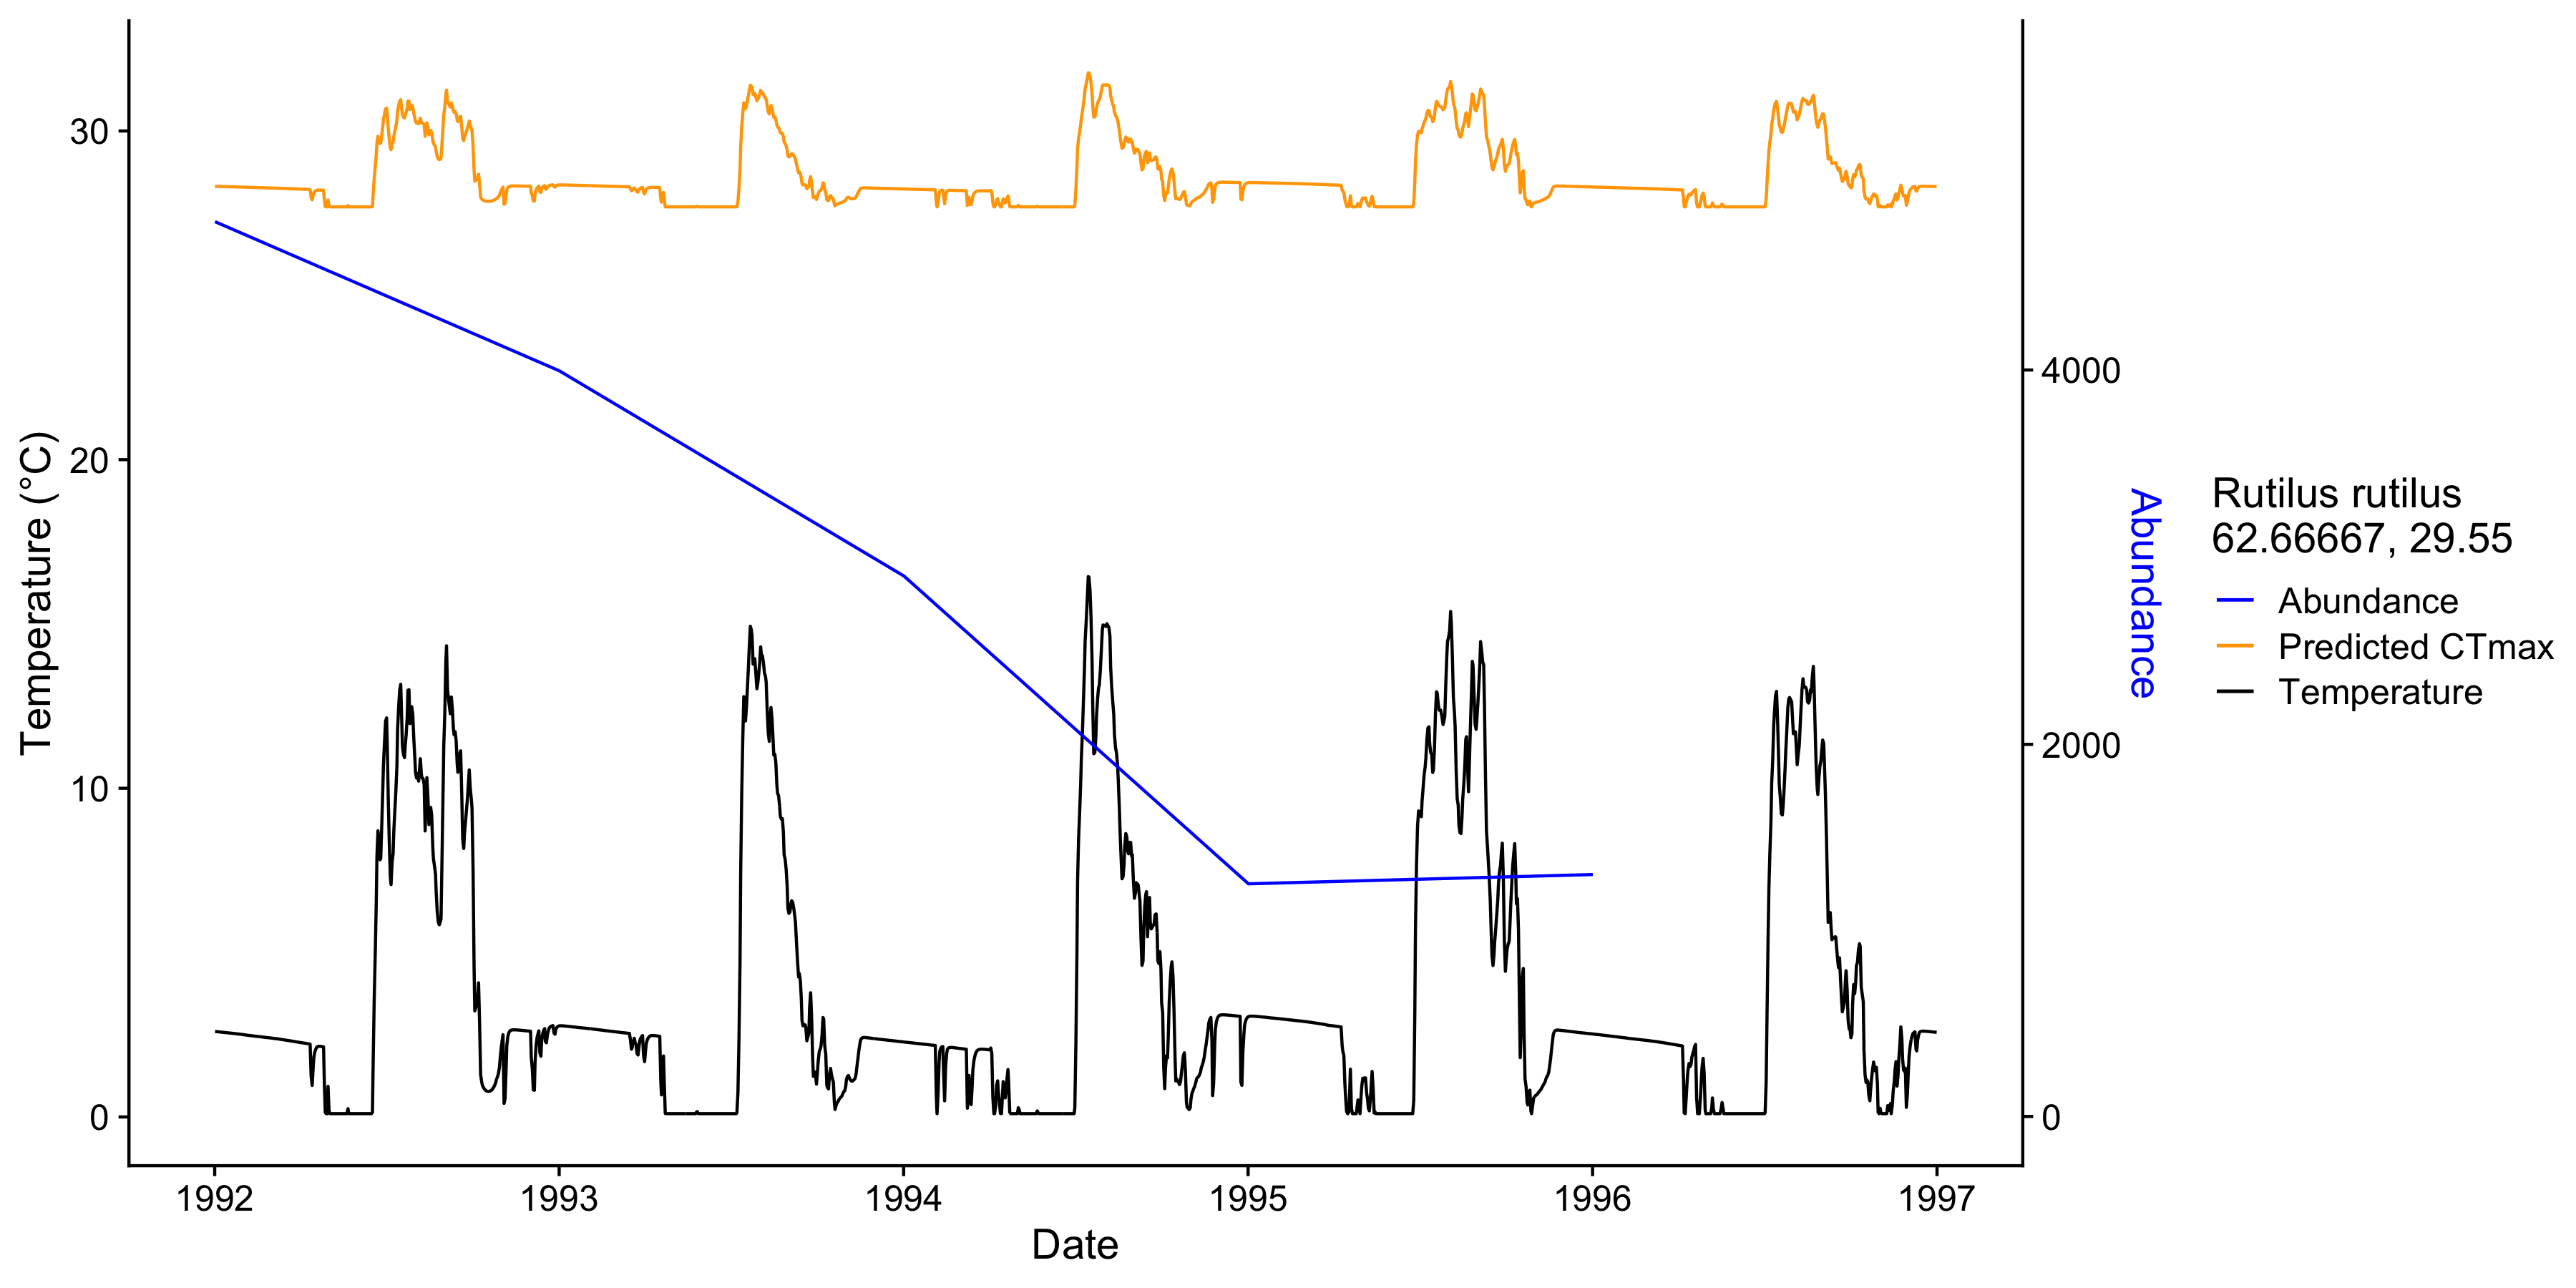 Temperature (°C)
30
20
10
0
1992
1993
1994
1995
1996
1997
Date
4000
2000
0
Abundance
Rutilus rutilus
62.66667, 29.55
Abundance
Predicted CTmax
Temperature